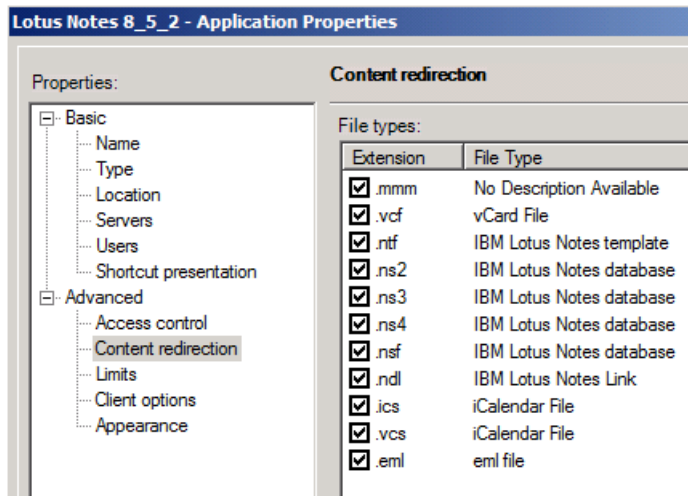 Lotus Notes 8_5_2 - Application Properties
Properties:
Basic
Name
Type
Location
Servers
Users
Shortcut presentation
Advanced
Access control
Content redirection
Limits
Client options
Appearance
Content redirection
File types:
Extension File Type
.mmm No Description Available
.vcf vCard File
.ntf IBM Lotus Notes template
.ns2 IBM Lotus Notes database
.ns3 IBM Lotus Notes database
.ns4 IBM Lotus Notes database
.nsf IBM Lotus Notes database
.ndl IBM Lotus Notes Link
.ics iCalendar File
.vcs iCalendar File
.eml eml file